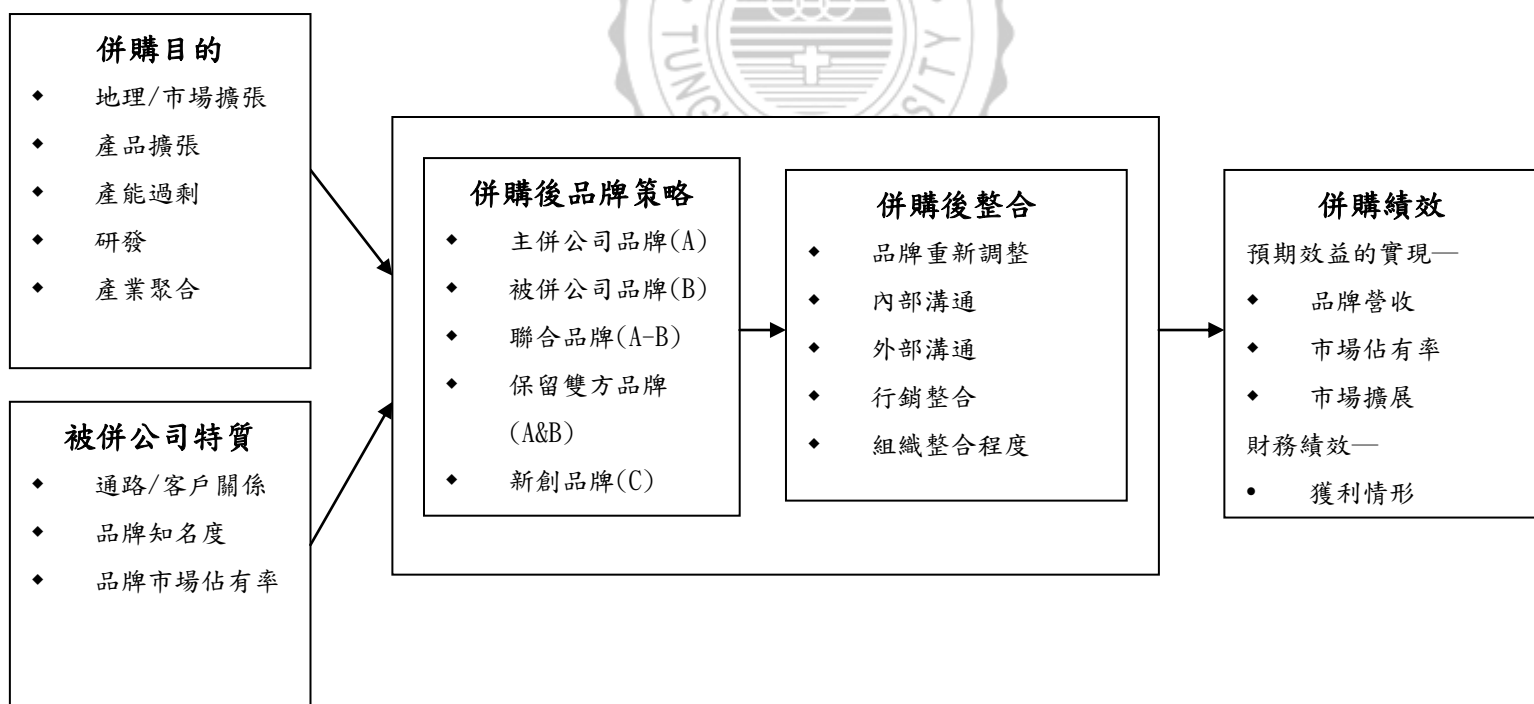 併購目的
◆ 地理/市場擴張
◆ 產品擴張
◆ 產能過剩
◆ 研發
◆ 產業聚合
被併公司特質
◆ 通路/客戶關係
◆ 品牌知名度
◆ 品牌市場佔有率
併購後品牌策略
◆ 主併公司品牌(A)
◆ 被併公司品牌(B)
◆ 聯合品牌(A-B)
◆ 保留雙方品牌
(A&B)
◆ 新創品牌(C)
併購後整合
◆ 品牌重新調整
◆ 內部溝通
◆ 外部溝通
◆ 行銷整合
◆ 組織整合程度
併購績效
預期效益的實現—
◆ 品牌營收
◆ 市場佔有率
◆ 市場擴展
財務績效—
• 獲利情形